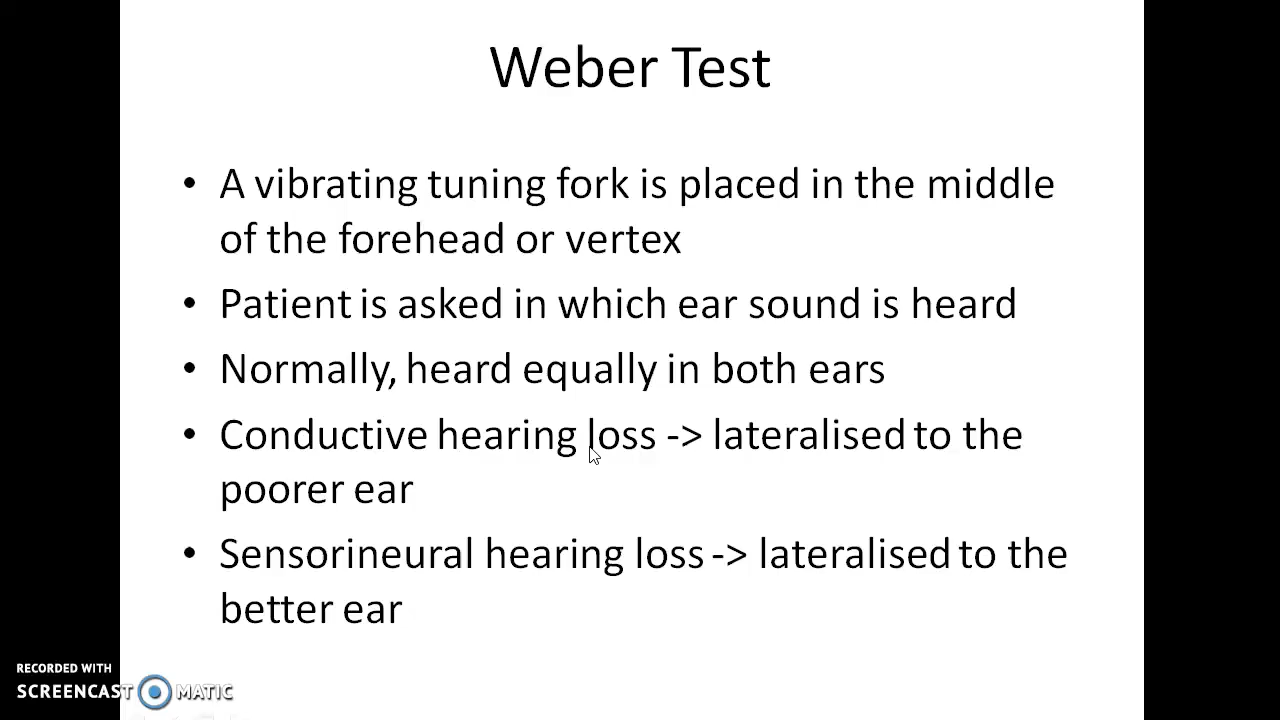 Weber Test
• A vibrating tuning fork is placed in the middle
of the forehead or vertex
• Patient is asked in which ear sound is heard
• Normally, heard equally in both ears
• Conductive hearing loss -> lateralised to the
poorer ear
• Sensorineural hearing loss -> lateralised to the
better ear
RECORDED WITH
SCREENCAST MATIC